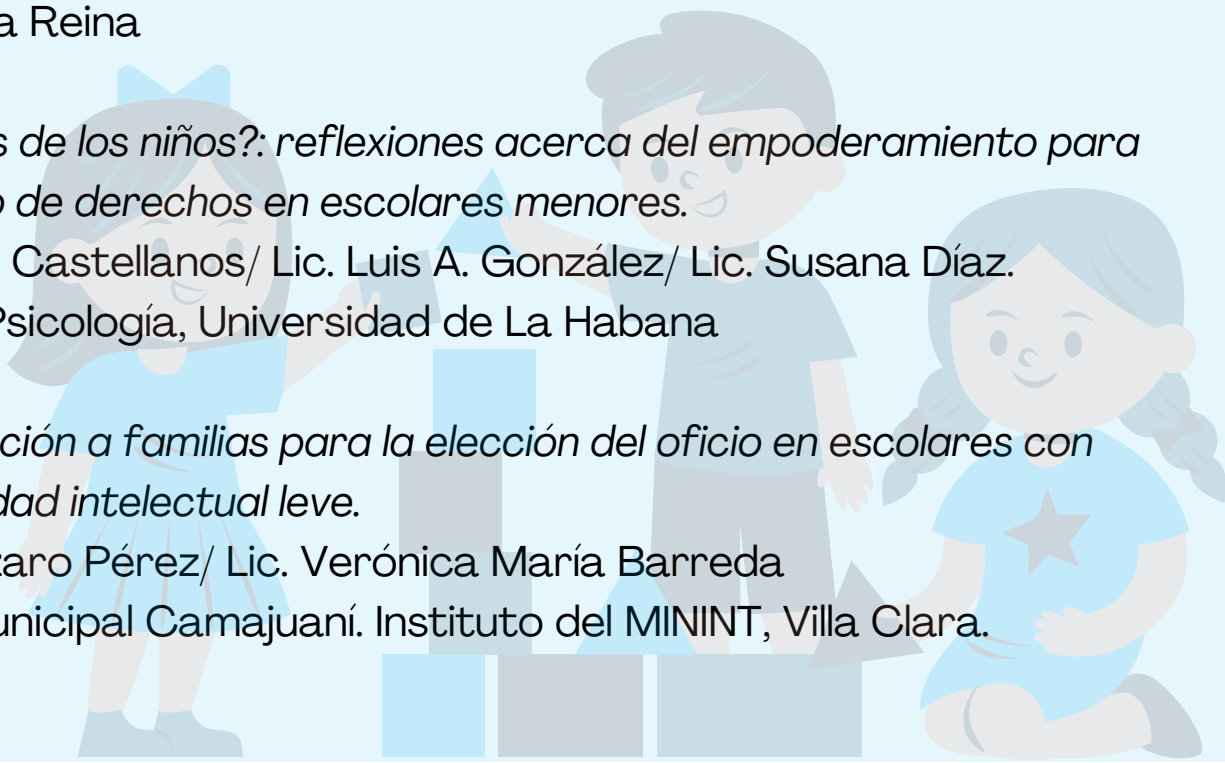 a Reina
s de los niños?: reflexiones acerca del empoderamiento para
o de derechos en escolares menores.
Castellanos/ Lic. Luis A. González/ Lic. Susana Díaz.
Psicología, Universidad de La Habana
ción a familias para la elección del oficio en escolares con
dad intelectual leve.
zaro Pérez/ Lic. Verónica María Barreda
unicipal Camajuaní. Instituto del MININT, Villa Clara.